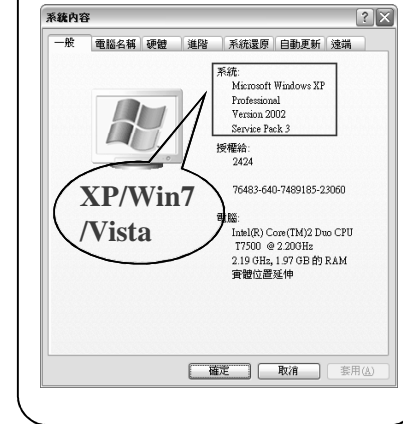 系統內容
一般 電腦名稱 硬體 進階 系統還原 自動更新 遠端
系統:
Microsoft Windows XP
Professional
Version 2002
Service Pack 3
授權給:
2424
76483-640-7489185-23060
XP/Win7
/Vista
電腦:
Intel(R) Core(TM)2 Duo CPU
T7500 @ 2.20GHz
2.19 GHz, 1.97 GB 的 RAM
實體位置延伸
確定 取消 套用(A)